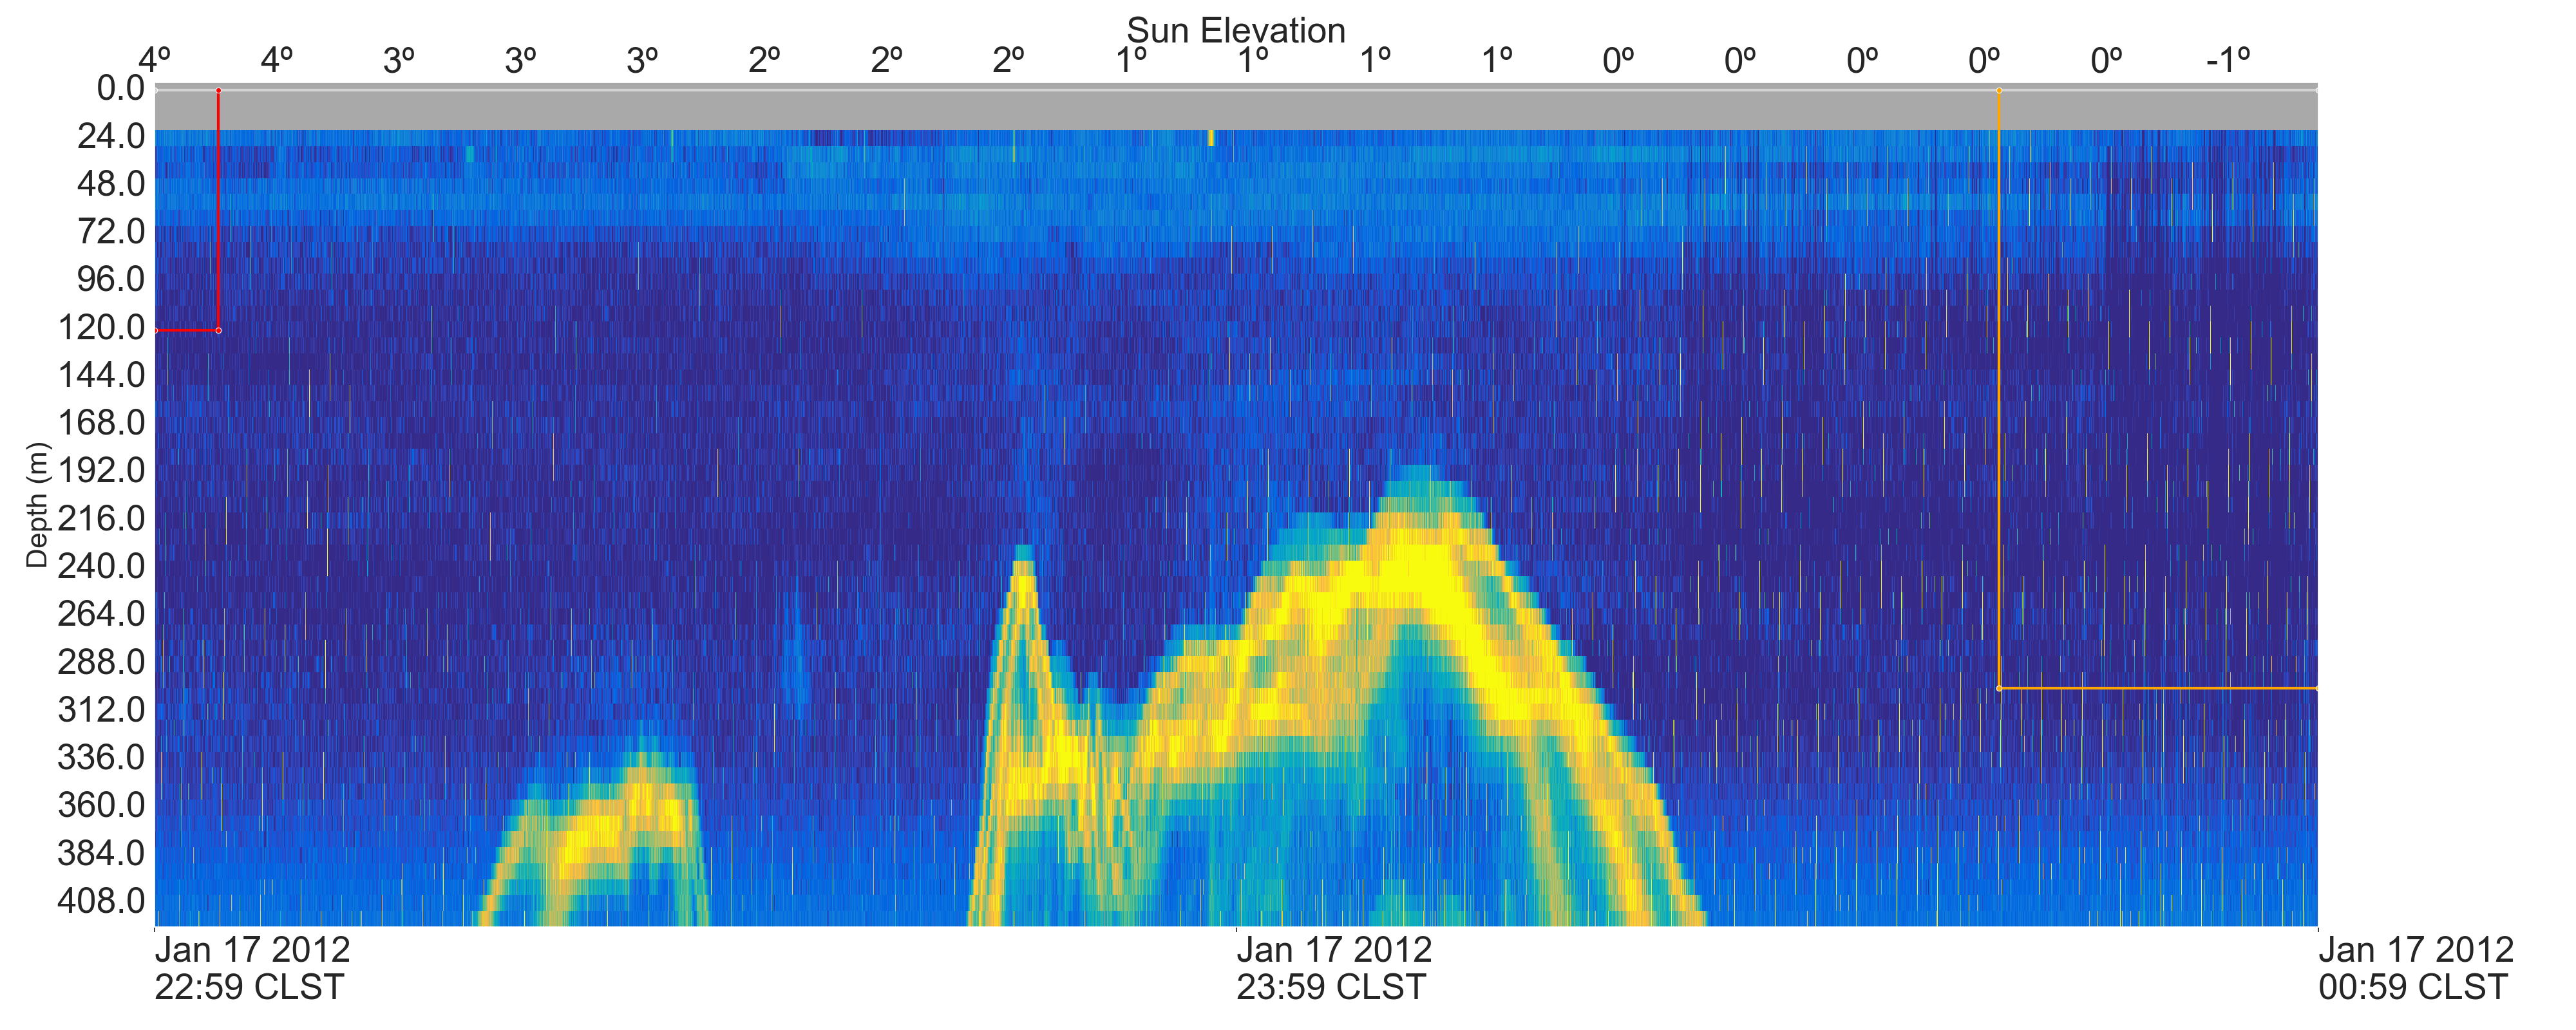 Sun Elevation
4º 4º 3º 3º 3º 2º 2º 2º 1º 1º 1º 1º 0º 0º 0º 0º 0º -1º
0.0
24.0
48.0
72.0
96.0
120.0
144.0
168.0
192.0
216.0
240.0
264.0
288.0
312.0
336.0
360.0
384.0
408.0
Depth (m)
Jan 17 2012
22:59 CLST
Jan 17 2012
23:59 CLST
Jan 17 2012
00:59 CLST